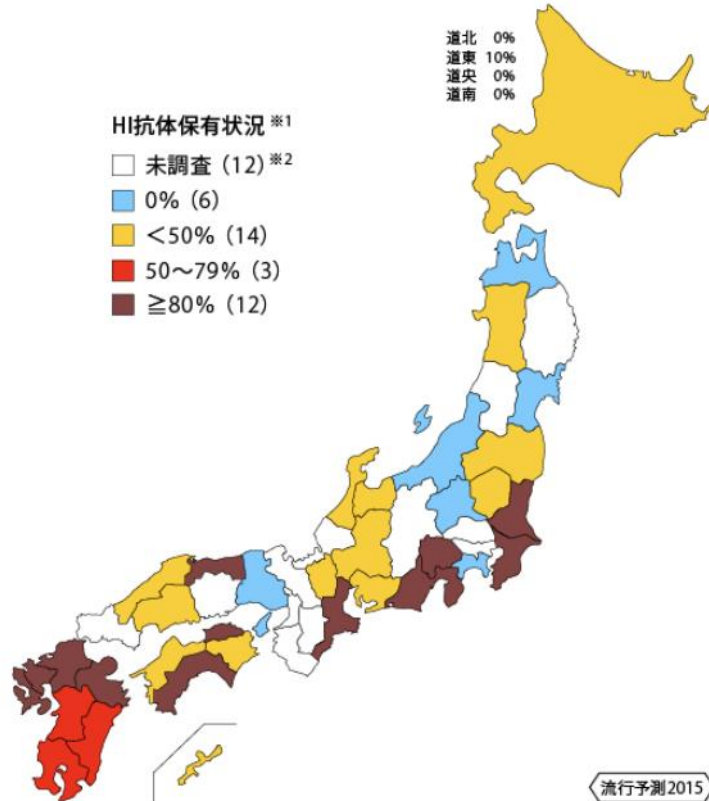 道北 0%
道東 10%
道央 0%
道南 0%
HI抗体保有状況 ※1
未調査 (12) ※2
0% (6)
＜50% (14)
50～79% (3)
≧80% (12)
流行予測2015